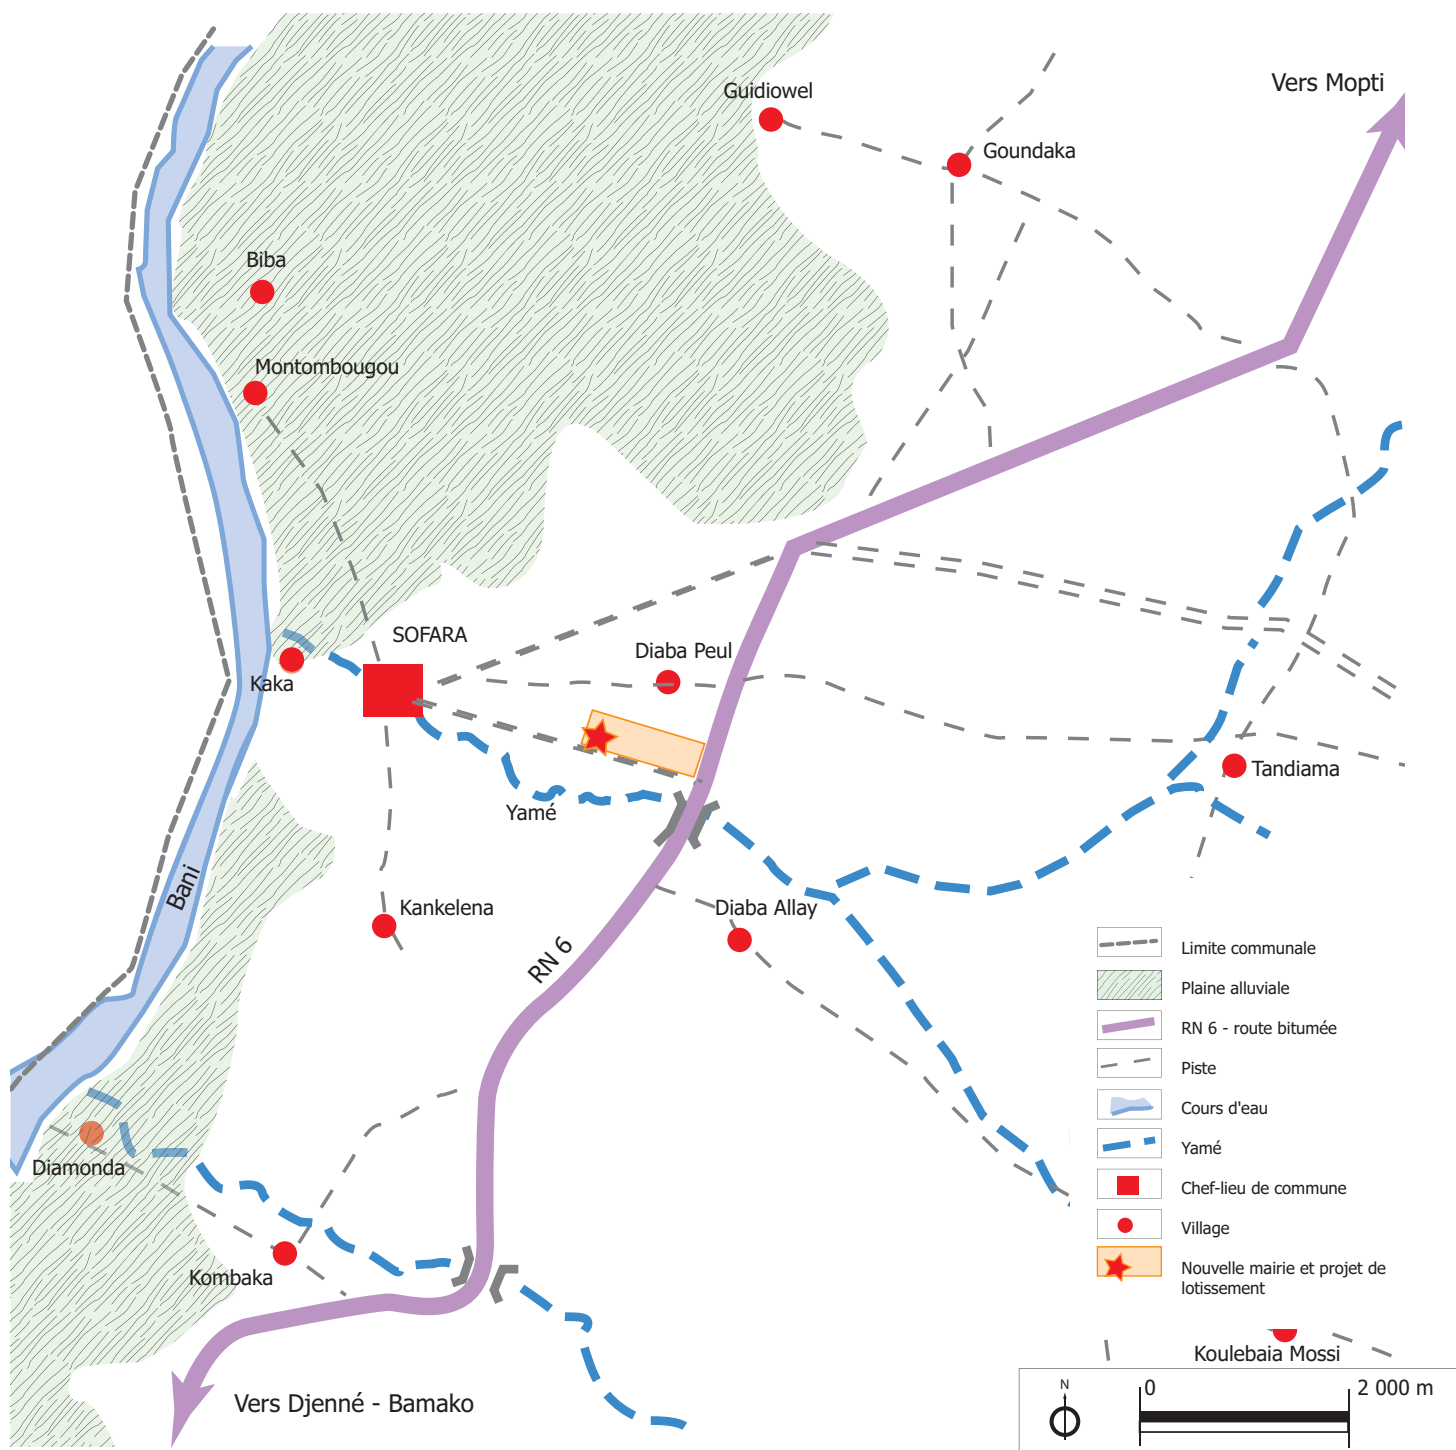 Vers Mopti
Guidiowel
Goundaka
Biba
Montombougou
SOFARA
Diaba Peul
Kaka
Tandiama
Yamé
Bani
Kankelena
Diaba Allay
RN 6
Limite communale
Plaine alluviale
RN 6 - route bitumée
Piste
Cours d'eau
Yamé
Chef-lieu de commune
Village
Nouvelle mairie et projet de
lotissement
Diamonda
Kombaka
Koulebaia Mossi
Vers Djenné - Bamako
N
0
2 000 m